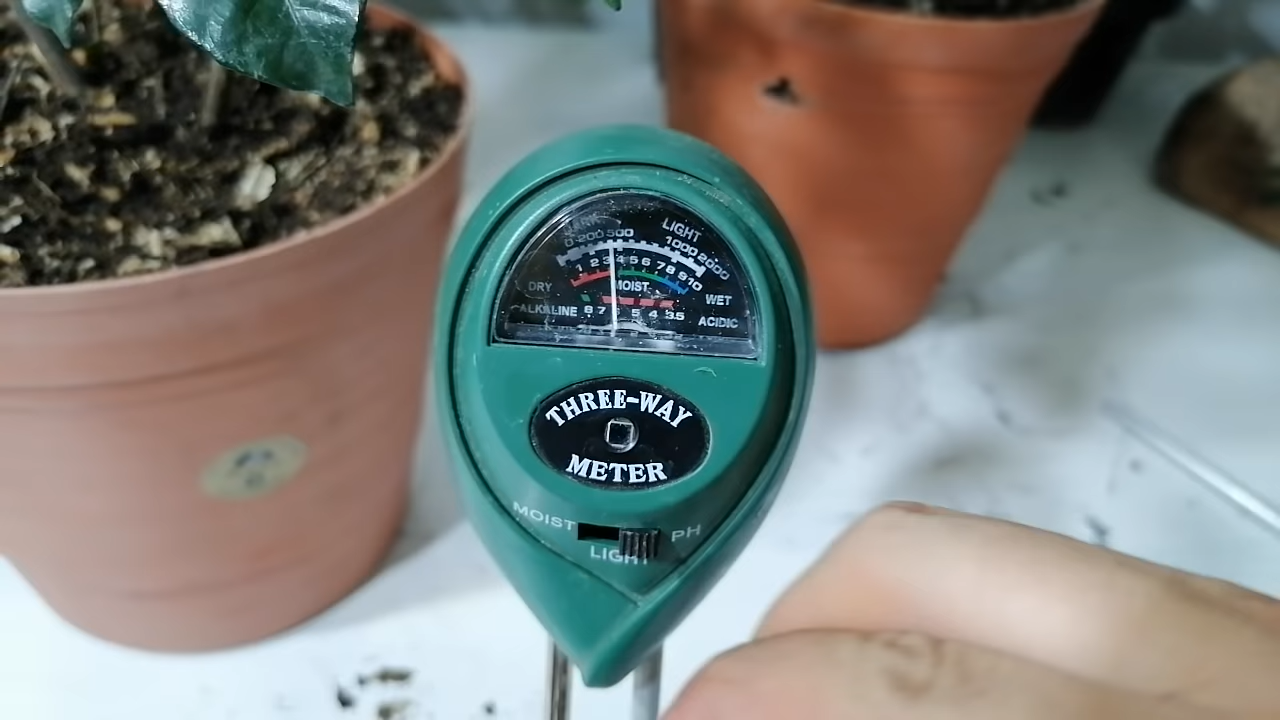 DARK LIGHT
0 200 500 1000 2000
1 2 3 4 5 6 7 8 9 10
DRY MOIST WET
ALKALINE 8 7 5 4 3.5 ACIDIC
THREE-WAY
METER
MOIST PH
LIGHT